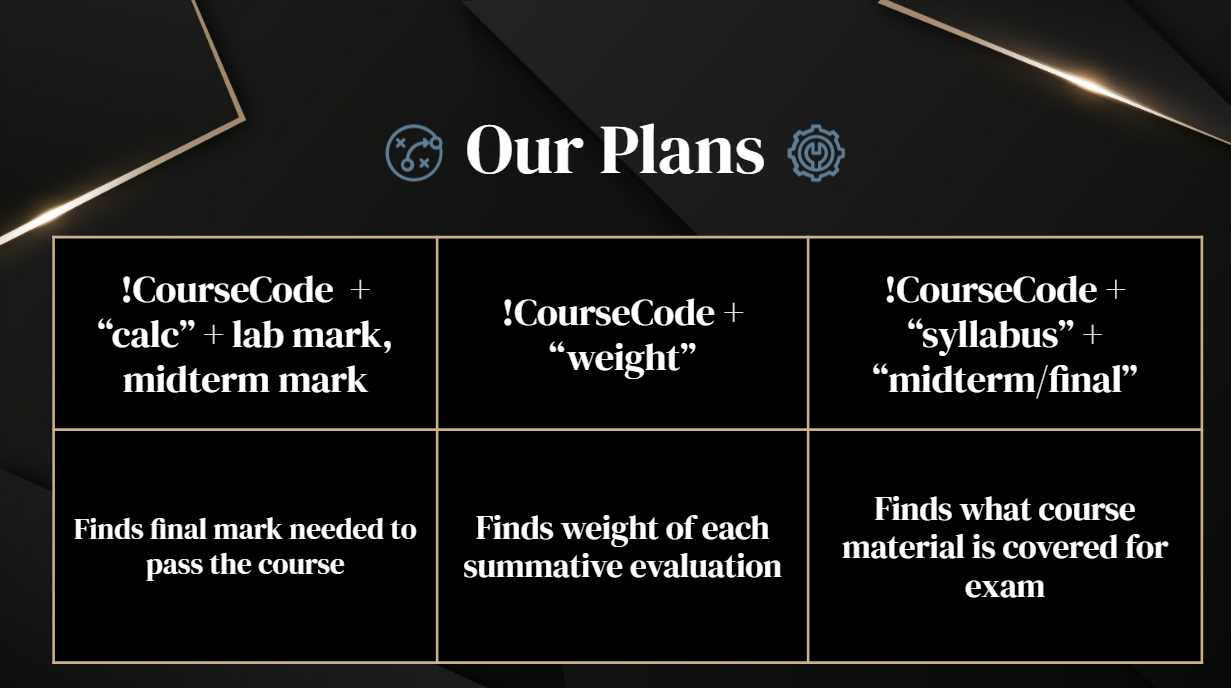 Our Plans
!CourseCode +
“calc” + lab mark,
midterm mark
!CourseCode +
“weight”
!CourseCode +
“syllabus” +
“midterm/final”
Finds final mark needed to
pass the course
Finds weight of each
summative evaluation
Finds what course
material is covered for
exam